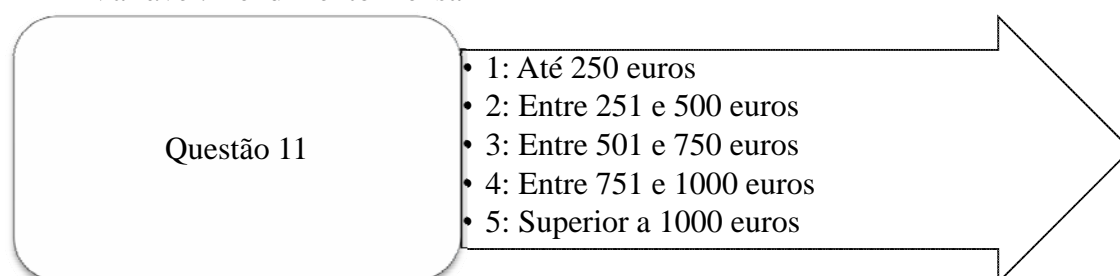 Questão 11
• 1: Até 250 euros
• 2: Entre 251 e 500 euros
• 3: Entre 501 e 750 euros
• 4: Entre 751 e 1000 euros
• 5: Superior a 1000 euros